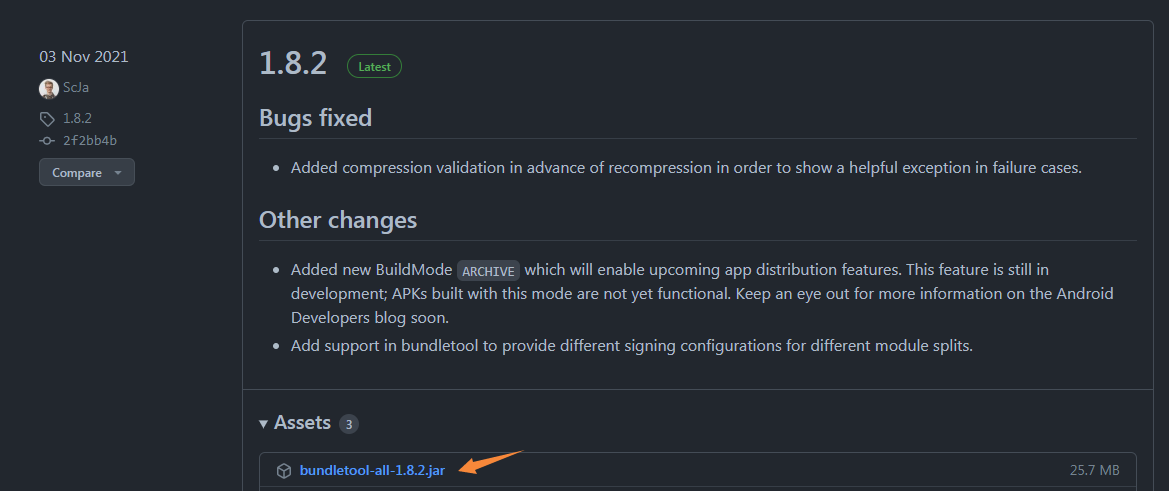 03 Nov 2021
ScJa
1.8.2
2f2bb4b
Compare
1.8.2 Latest
Bugs fixed
Added compression validation in advance of recompression in order to show a helpful exception in failure cases.
Other changes
Added new BuildMode ARCHIVE which will enable upcoming app distribution features. This feature is still in
development; APKs built with this mode are not yet functional. Keep an eye out for more information on the Android
Developers blog soon.
Add support in bundletool to provide different signing configurations for different module splits.
Assets 3
bundletool-all-1.8.2.jar 25.7 MB